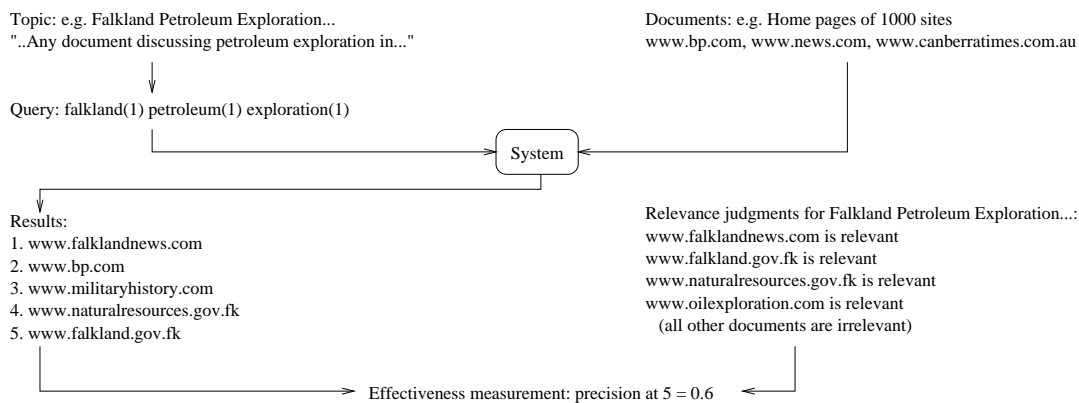 Topic: e.g. Falkland Petroleum Exploration...
"..Any document discussing petroleum exploration in..."
Documents: e.g. Home pages of 1000 sites
www.bp.com, www.news.com, www.canberratimes.com.au
Query: falkland(1) petroleum(1) exploration(1)
System
Results:
1. www.falklandnews.com
2. www.bp.com
3. www.militaryhistory.com
4. www.naturalresources.gov.fk
5. www.falkland.gov.fk
Relevance judgments for Falkland Petroleum Exploration...:
www.falklandnews.com is relevant
www.falkland.gov.fk is relevant
www.naturalresources.gov.fk is relevant
www.oilexploration.com is relevant
(all other documents are irrelevant)
Effectiveness measurement: precision at 5 = 0.6